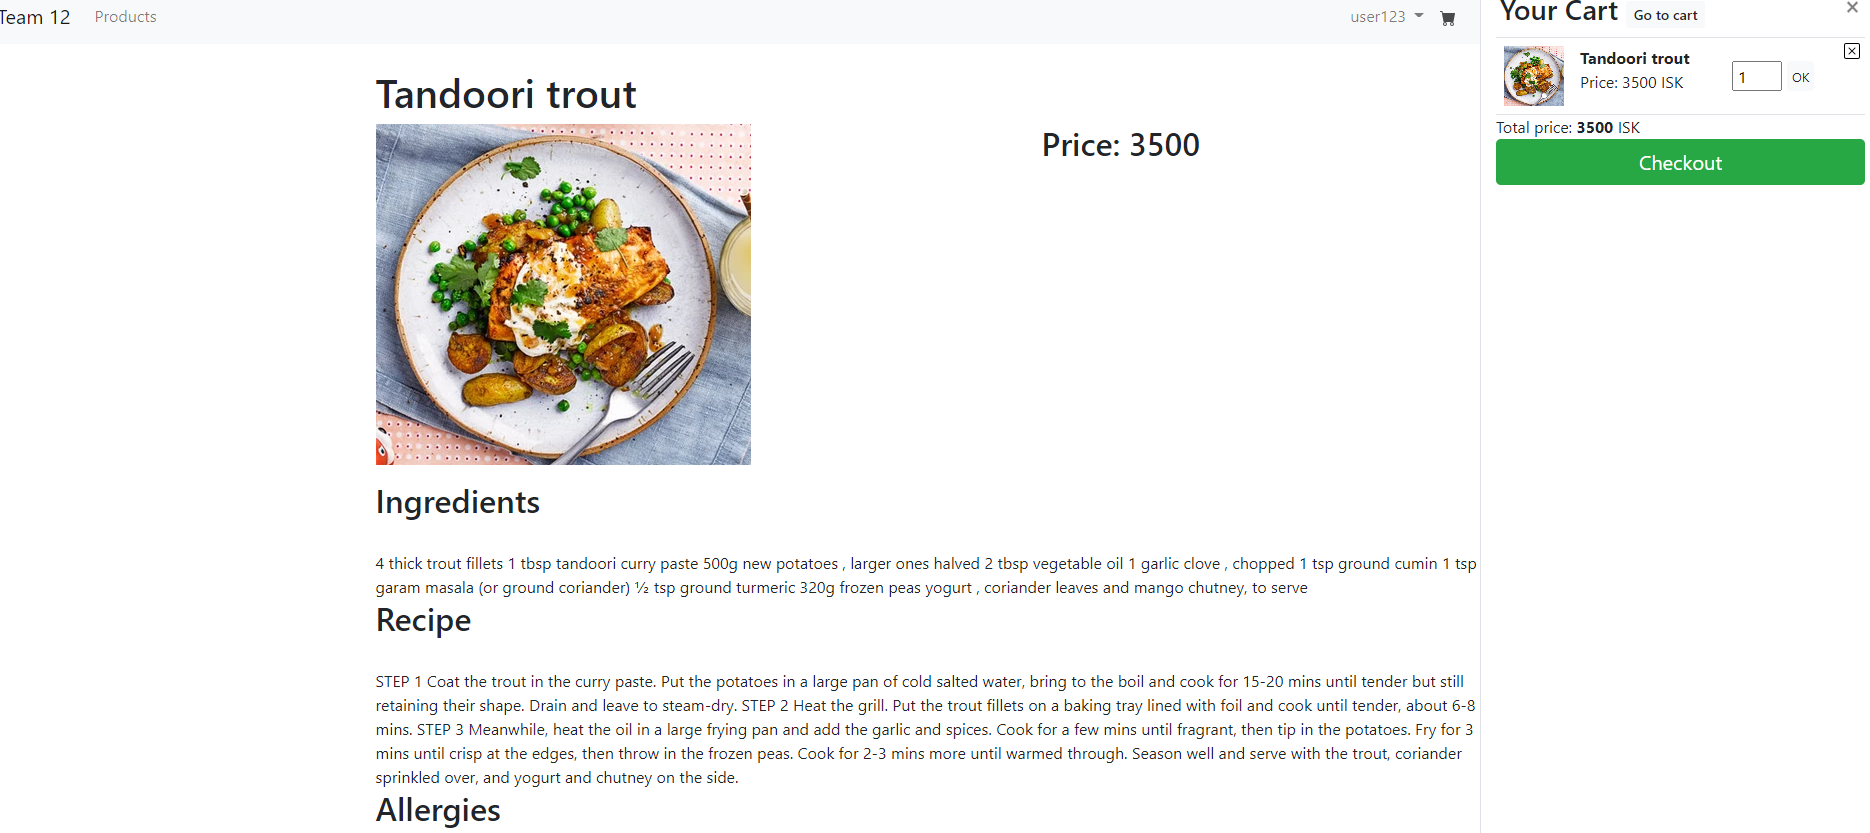 Team 12 Products user123
Tandoori trout
Price: 3500
Ingredients
4 thick trout fillets 1 tbsp tandoori curry paste 500g new potatoes , larger ones halved 2 tbsp vegetable oil 1 garlic clove , chopped 1 tsp ground cumin 1 tsp
garam masala (or ground coriander) ½ tsp ground turmeric 320g frozen peas yogurt , coriander leaves and mango chutney, to serve
Recipe
STEP 1 Coat the trout in the curry paste. Put the potatoes in a large pan of cold salted water, bring to the boil and cook for 15-20 mins until tender but still
retaining their shape. Drain and leave to steam-dry. STEP 2 Heat the grill. Put the trout fillets on a baking tray lined with foil and cook until tender, about 6-8
mins. STEP 3 Meanwhile, heat the oil in a large frying pan and add the garlic and spices. Cook for a few mins until fragrant, then tip in the potatoes. Fry for 3
mins until crisp at the edges, then throw in the frozen peas. Cook for 2-3 mins more until warmed through. Season well and serve with the trout, coriander
sprinkled over, and yogurt and chutney on the side.
Allergies
Your Cart Go to cart ×
Tandoori trout
Price: 3500 ISK
1 OK
Total price: 3500 ISK
Checkout